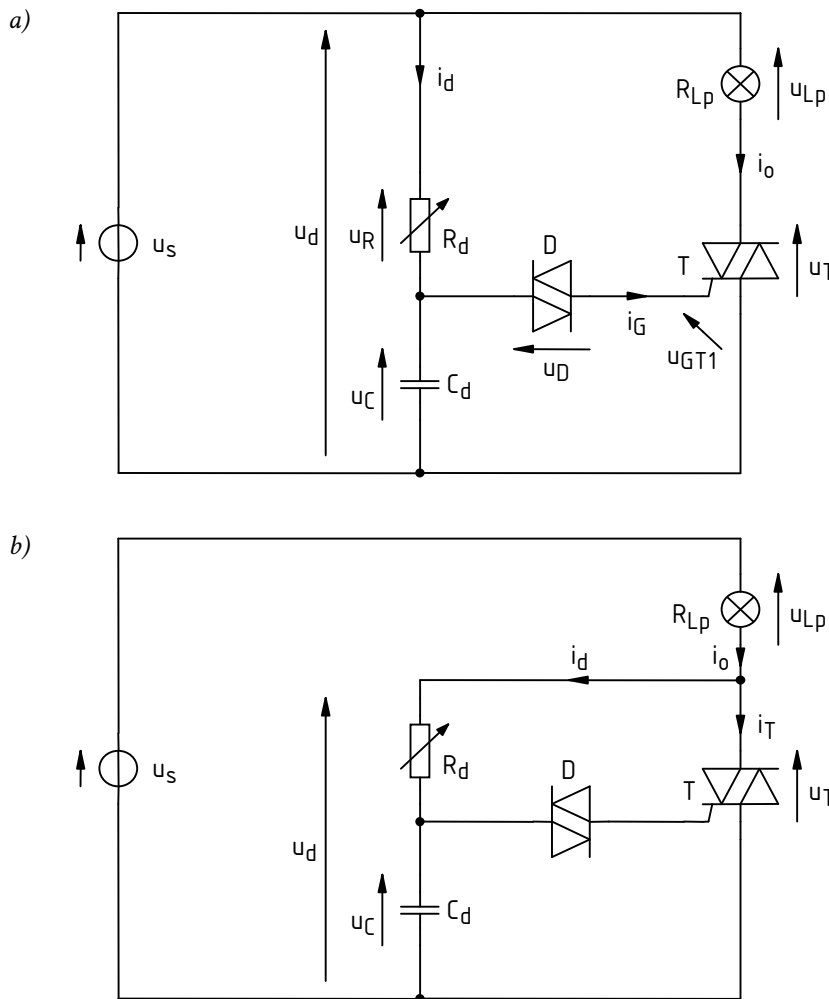 a)
i_d
R_Lp
u_Lp
i_o
u_s
u_d
u_R
R_d
D
T
u_T
i_G
u_D
u_GT1
u_C
C_d
b)
R_Lp
u_Lp
i_d
i_o
i_T
u_s
R_d
D
T
u_T
u_d
u_C
C_d